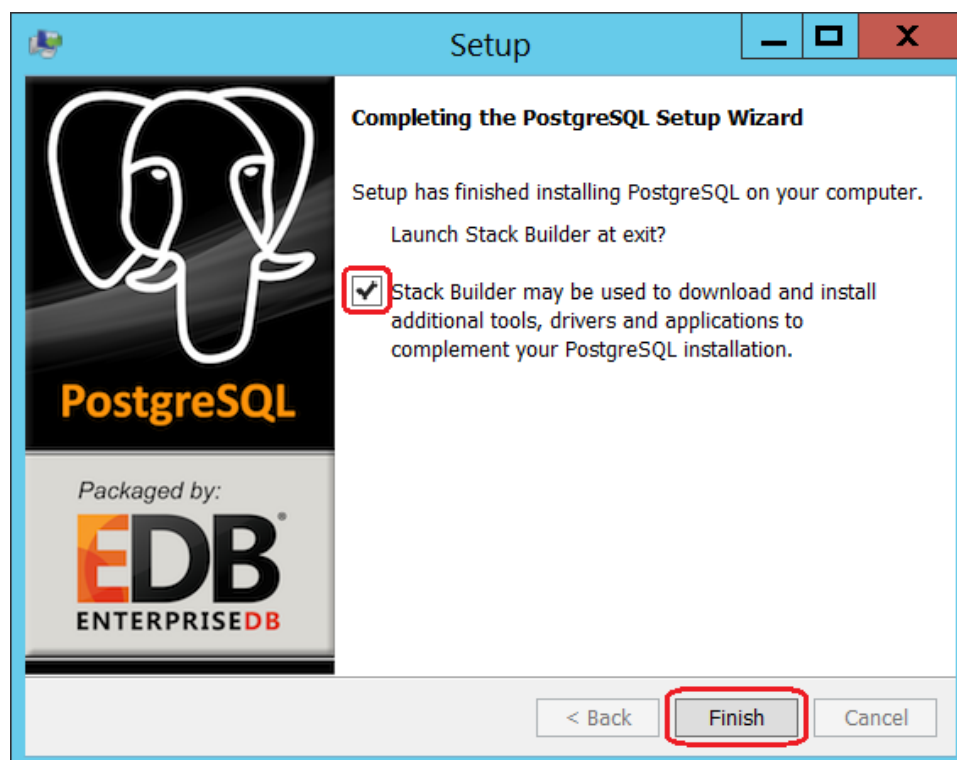 Setup
Completing the PostgreSQL Setup Wizard
Setup has finished installing PostgreSQL on your computer.
Launch Stack Builder at exit?
Stack Builder may be used to download and install
additional tools, drivers and applications to
complement your PostgreSQL installation.
PostgreSQL
Packaged by:
EDB®
ENTERPRISEDB
< Back
Finish
Cancel